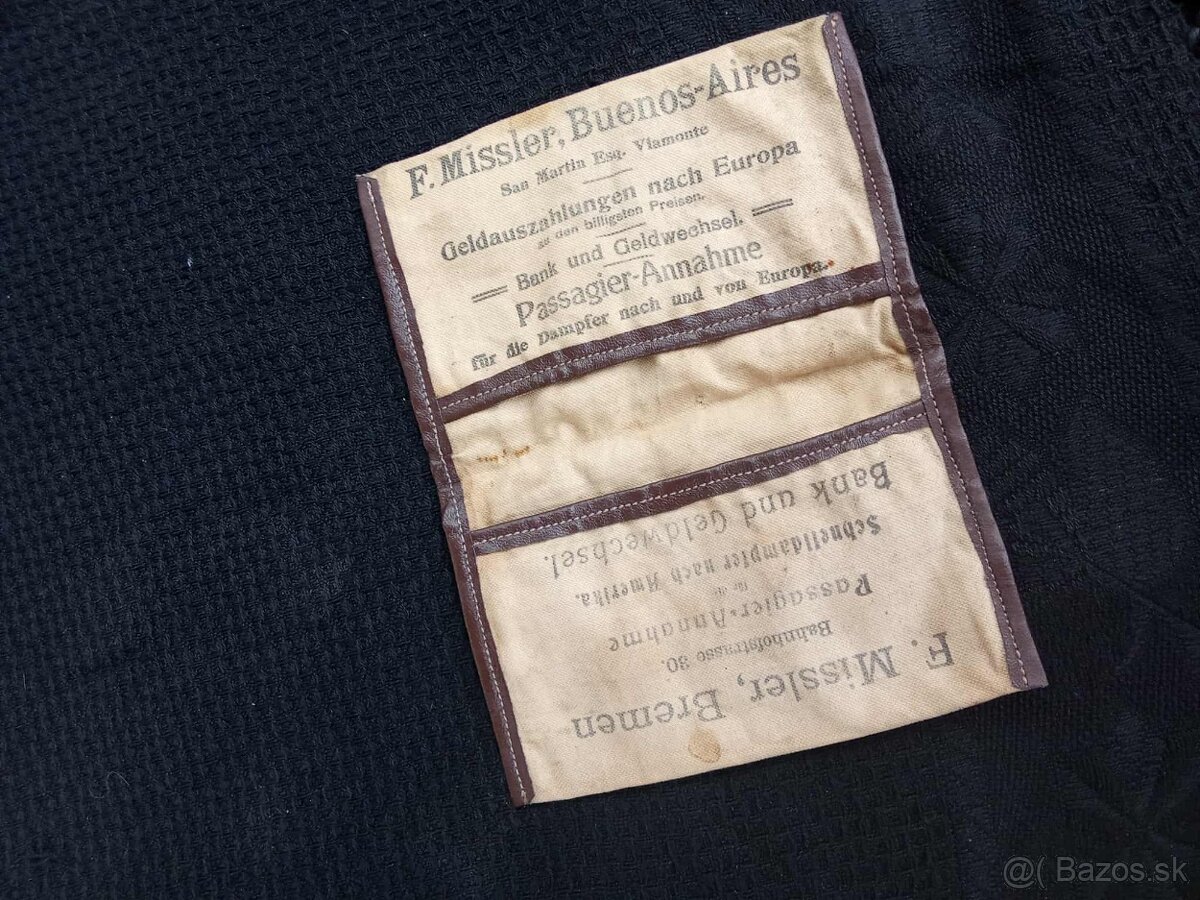 F. Missler, Buenos-Aires
San Martin Esq. Viamonte
Geldauszahlungen nach Europa
zu den billigsten Preisen.
Bank und Geldwechsel.
Passagier-Annahme
für die Dampfer nach und von Europa.
F. Missler, Bremen
Bahnhofstrasse 30.
Passagier-Annahme
für die
Schnelldampfer nach Amerika.
Bank und Geldwechsel.
@( Bazos.sk